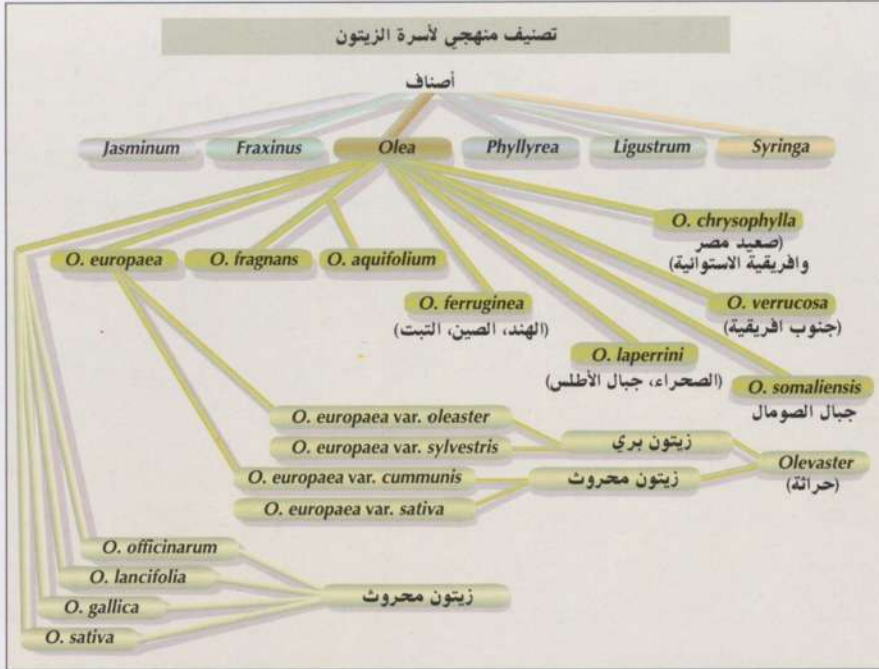 تصنيف منهجي لأسرة الزيتون
أصناف
Jasminum
Fraxinus
Olea
Phyllyrea
Ligustrum
Syringa
O. chrysophylla
(صعيد مصر
وافريقية الاستوائية)
O. europaea
O. fragnans
O. aquifolium
O. ferruginea
(الهند، الصين، التبت)
O. verrucosa
(جنوب افريقية)
O. laperrini
(الصحراء، جبال الأطلس)
O. somaliensis
جبال الصومال
O. europaea var. oleaster
O. europaea var. sylvestris
زيتون بري
O. europaea var. cummunis
زيتون محروث
Olevaster
(حراثة)
O. europaea var. sativa
O. officinarum
O. lancifolia
زيتون محروث
O. gallica
O. sativa